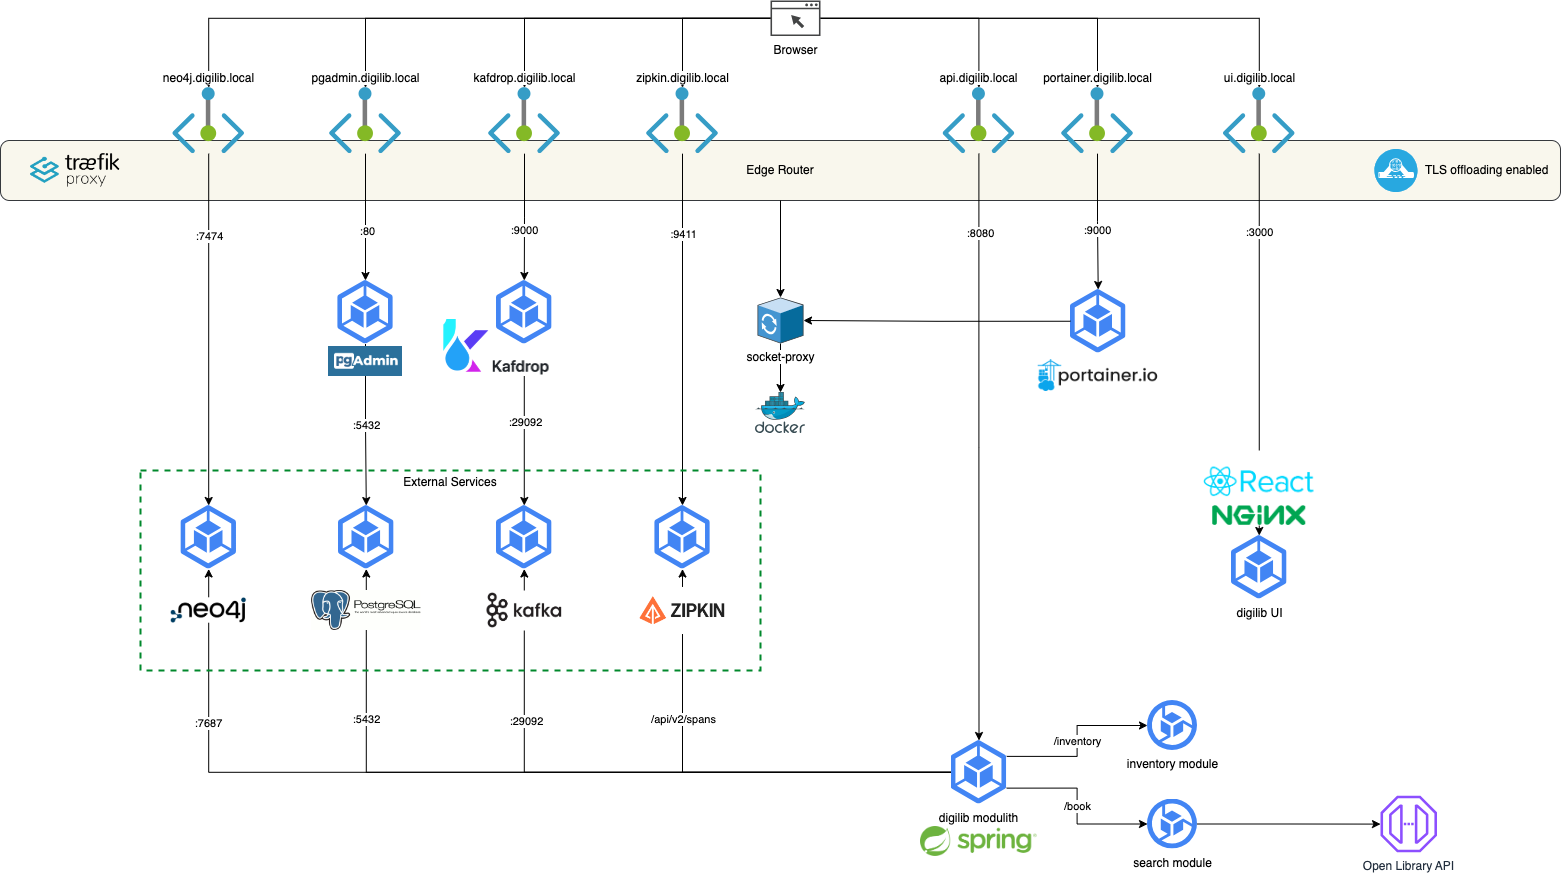 Browser
neo4j.digilib.local
pgadmin.digilib.local
kafdrop.digilib.local
zipkin.digilib.local
api.digilib.local
portainer.digilib.local
ui.digilib.local
træfik
proxy
Edge Router
TLS offloading enabled
:7474
:80
:9000
:9411
:8080
:9000
:3000
pgAdmin
Kafdrop
socket-proxy
docker
portainer.io
:5432
:29092
External Services
React
NGINX
digilib UI
neo4j
PostgreSQL
kafka
ZIPKIN
:7687
:5432
:29092
/api/v2/spans
/inventory
inventory module
/book
digilib modulith
spring
search module
Open Library API